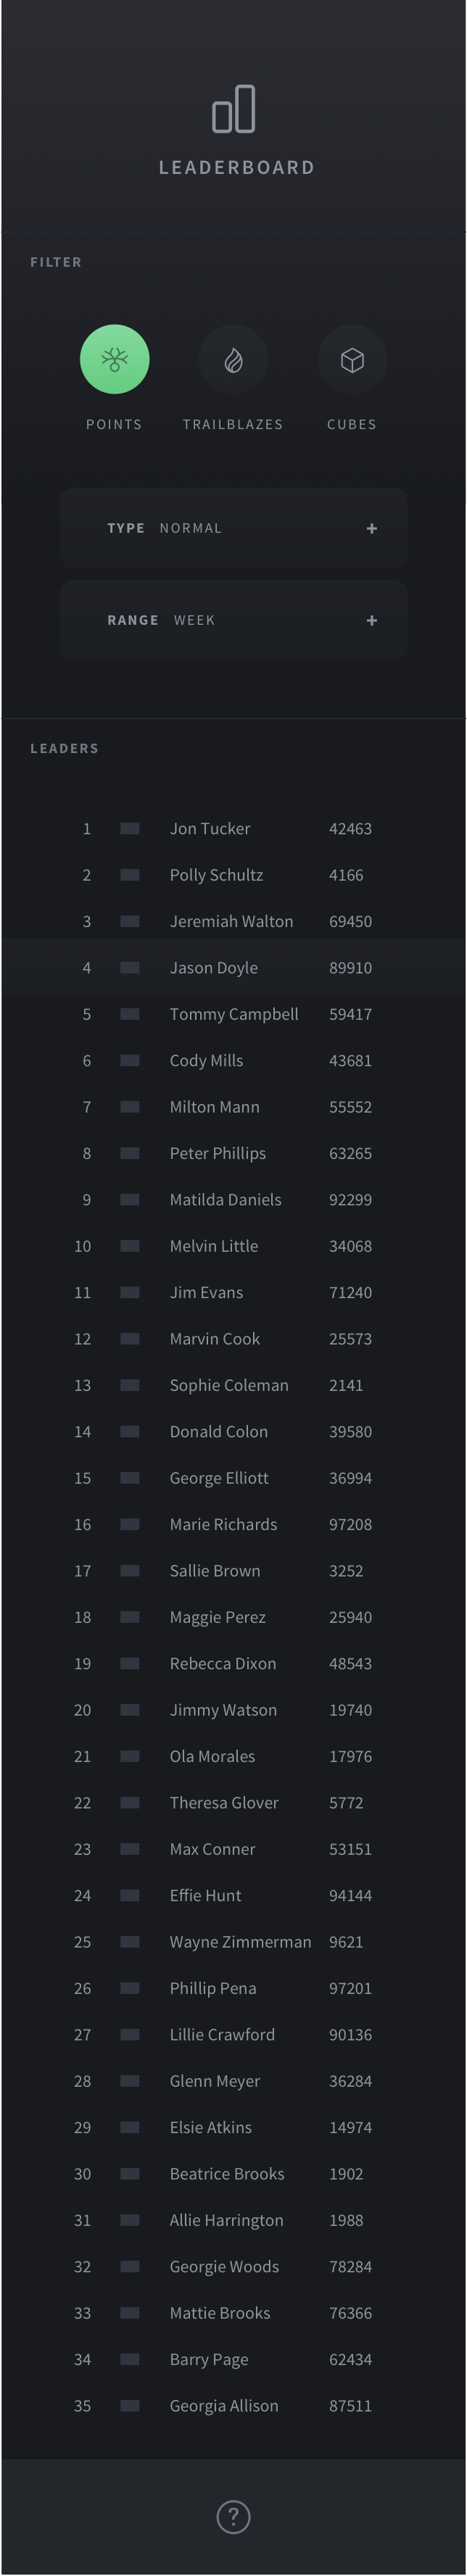 LEADERBOARD
FILTER
POINTS TRAILBLAZES CUBES
TYPE NORMAL +
RANGE WEEK +
LEADERS
1 Jon Tucker 42463
2 Polly Schultz 4166
3 Jeremiah Walton 69450
4 Jason Doyle 89910
5 Tommy Campbell 59417
6 Cody Mills 43681
7 Milton Mann 55552
8 Peter Phillips 63265
9 Matilda Daniels 92299
10 Melvin Little 34068
11 Jim Evans 71240
12 Marvin Cook 25573
13 Sophie Coleman 2141
14 Donald Colon 39580
15 George Elliott 36994
16 Marie Richards 97208
17 Sallie Brown 3252
18 Maggie Perez 25940
19 Rebecca Dixon 48543
20 Jimmy Watson 19740
21 Ola Morales 17976
22 Theresa Glover 5772
23 Max Conner 53151
24 Effie Hunt 94144
25 Wayne Zimmerman 9621
26 Phillip Pena 97201
27 Lillie Crawford 90136
28 Glenn Meyer 36284
29 Elsie Atkins 14974
30 Beatrice Brooks 1902
31 Allie Harrington 1988
32 Georgie Woods 78284
33 Mattie Brooks 76366
34 Barry Page 62434
35 Georgia Allison 87511
?